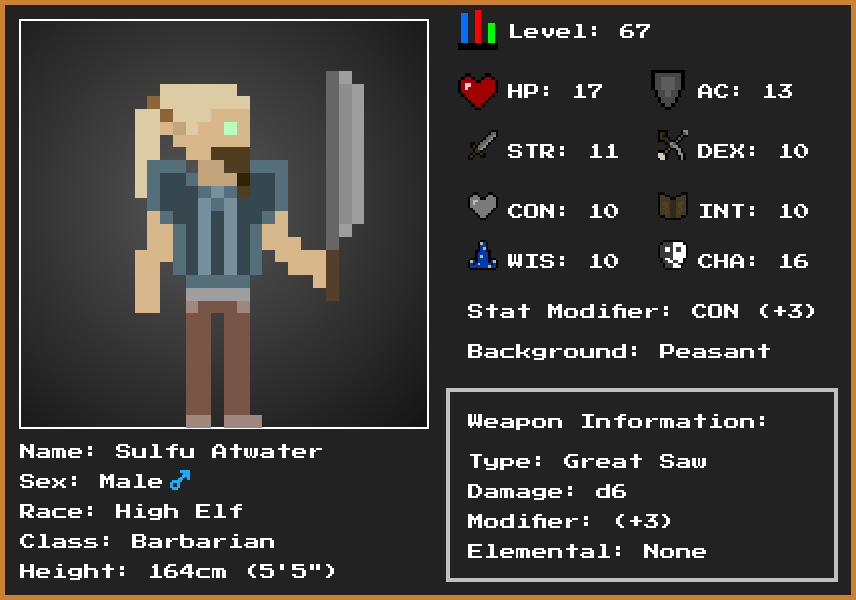 Level: 67
HP: 17 AC: 13
STR: 11 DEX: 10
CON: 10 INT: 10
WIS: 10 CHA: 16
Stat Modifier: CON (+3)
Background: Peasant
Name: Sulfu Atwater
Sex: Male♂
Race: High Elf
Class: Barbarian
Height: 164cm (5'5")
Weapon Information:
Type: Great Saw
Damage: d6
Modifier: (+3)
Elemental: None